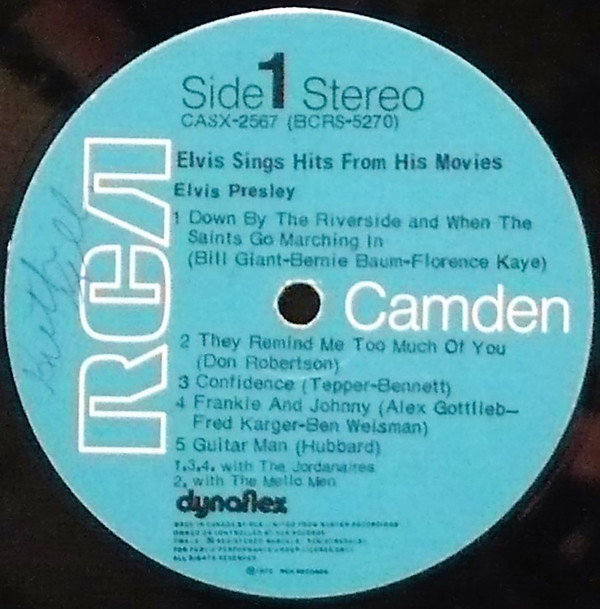 Side 1 Stereo
CASX-2567 (BCRS-5270)
Elvis Sings Hits From His Movies
Elvis Presley
1 Down By The Riverside and When The
Saints Go Marching In
(Bill Giant-Bernie Baum-Florence Kaye)
RCA
Camden
2 They Remind Me Too Much Of You
(Don Robertson)
3 Confidence (Tepper-Bennett)
4 Frankie And Johnny (Alex Gottlieb-
Fred Karger-Ben Weisman)
5 Guitar Man (Hubbard)
1,3,4, with The Jordanaires
2, with The Mello Men
dynaflex
ALL RIGHTS RESERVED